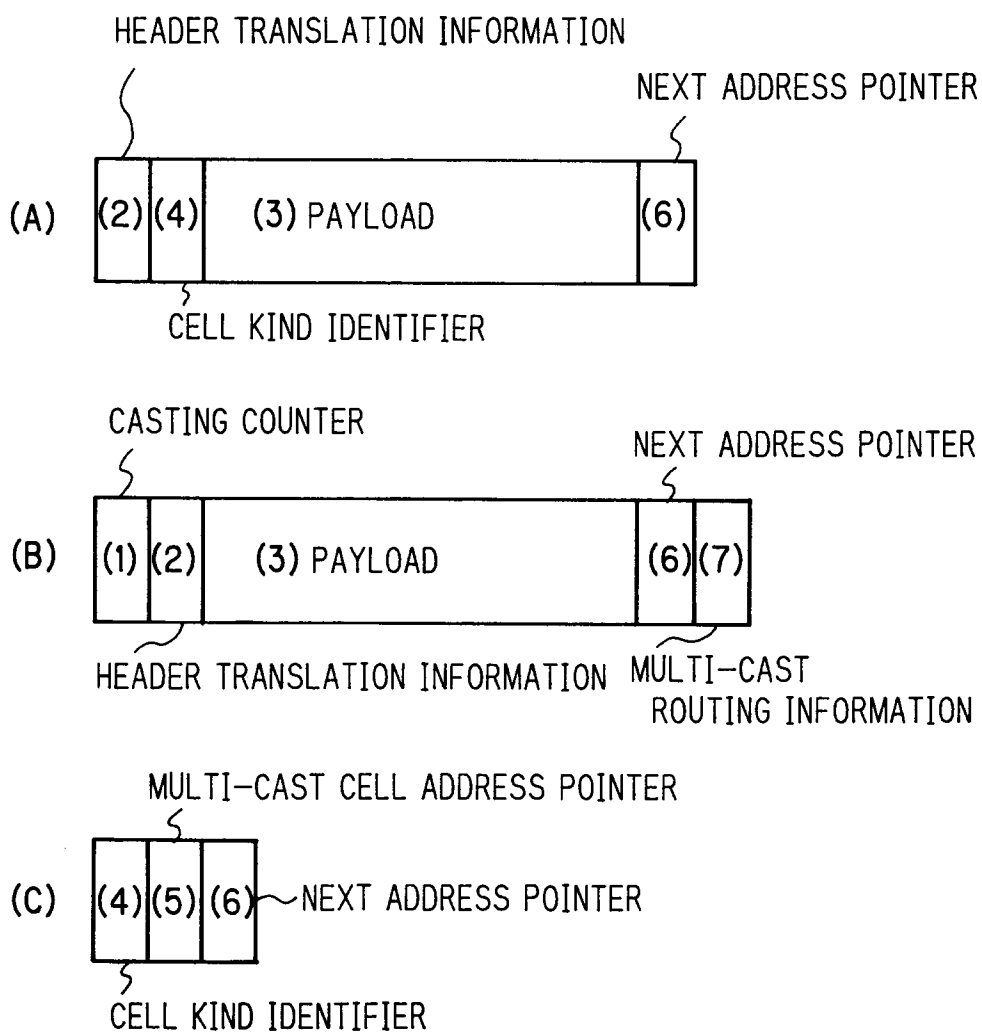 HEADER TRANSLATION INFORMATION
NEXT ADDRESS POINTER
(A) (2) (4) (3) PAYLOAD (6)
CELL KIND IDENTIFIER
CASTING COUNTER
NEXT ADDRESS POINTER
(B) (1) (2) (3) PAYLOAD (6) (7)
HEADER TRANSLATION INFORMATION
MULTI-CAST
ROUTING INFORMATION
MULTI-CAST CELL ADDRESS POINTER
(C) (4) (5) (6) NEXT ADDRESS POINTER
CELL KIND IDENTIFIER